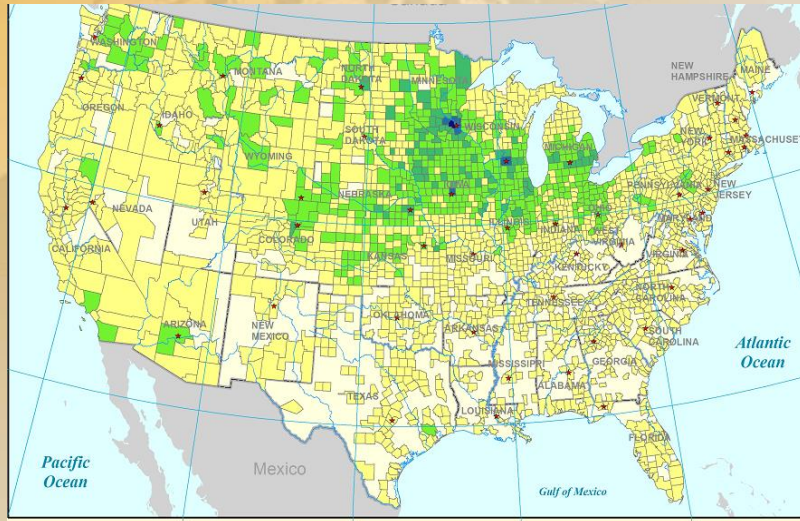 WASHINGTON
MONTANA
NORTH
DAKOTA
MINNESOTA
OREGON
IDAHO
SOUTH
DAKOTA
WISCONSIN
MICHIGAN
NEW
HAMPSHIRE
MAINE
VERMONT
NEW
YORK
MASSACHUSET
WYOMING
NEBRASKA
IOWA
PENNSYLVANIA
NEW
JERSEY
NEVADA
UTAH
COLORADO
ILLINOIS
INDIANA
OHIO
MARYLAND
WEST
VIRGINIA
VIRGINIA
CALIFORNIA
KANSAS
MISSOURI
KENTUCKY
ARIZONA
NEW
MEXICO
OKLAHOMA
ARKANSAS
TENNESSEE
NORTH
CAROLINA
SOUTH
CAROLINA
TEXAS
LOUISIANA
MISSISSIPPI
ALABAMA
GEORGIA
FLORIDA
Atlantic
Ocean
Pacific
Ocean
Mexico
Gulf of Mexico